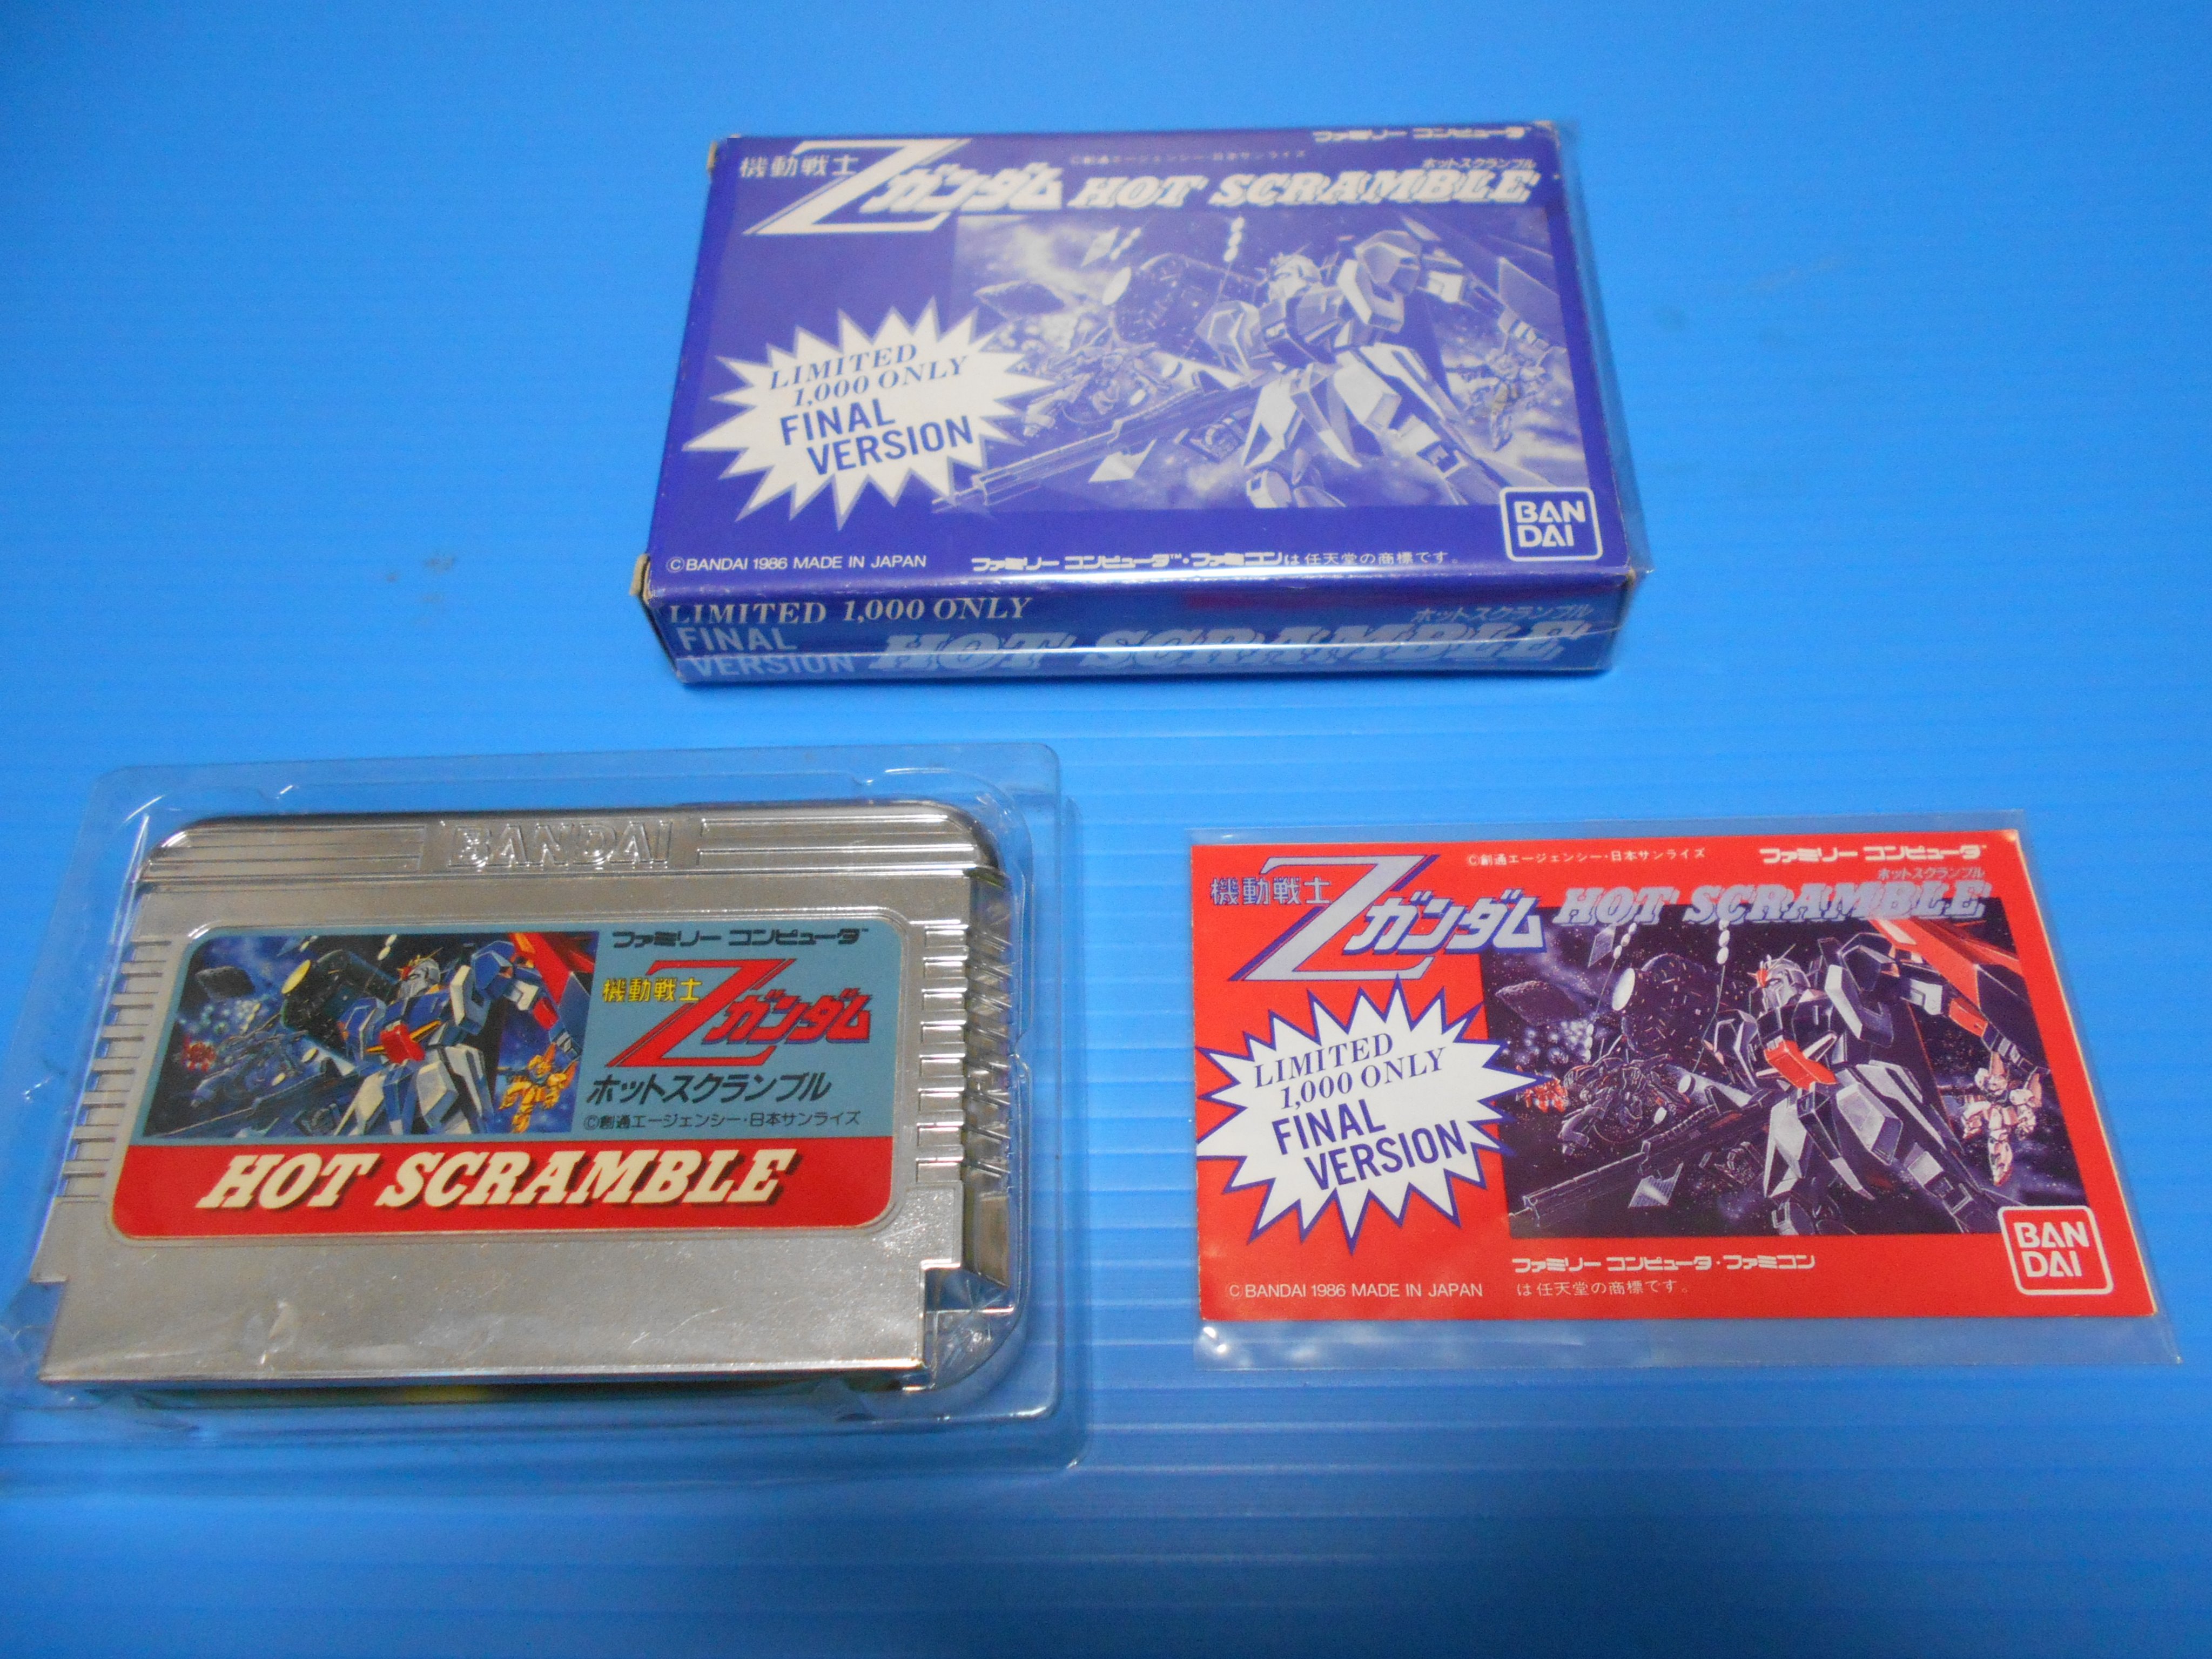 ファミリー コンピュータ™
機動戦士
Zガンダム
©創通エージェンシー・日本サンライズ
ホットスクランブル
HOT SCRAMBLE
LIMITED
1,000 ONLY
FINAL
VERSION
BAN
DAI
©BANDAI 1986 MADE IN JAPAN
ファミリー コンピュータ™・ファミコンは任天堂の商標です。
LIMITED 1,000 ONLY
FINAL
VERSION
ホットスクランブル
HOT SCRAMBLE
BANDAI
ファミリー コンピュータ™
機動戦士
Zガンダム
ホットスクランブル
©創通エージェンシー・日本サンライズ
HOT SCRAMBLE
©創通エージェンシー・日本サンライズ
ファミリー コンピュータ™
機動戦士
Zガンダム
ホットスクランブル
HOT SCRAMBLE
LIMITED
1,000 ONLY
FINAL
VERSION
BAN
DAI
ファミリー コンピュータ・ファミコン
は任天堂の商標です。
©BANDAI 1986 MADE IN JAPAN